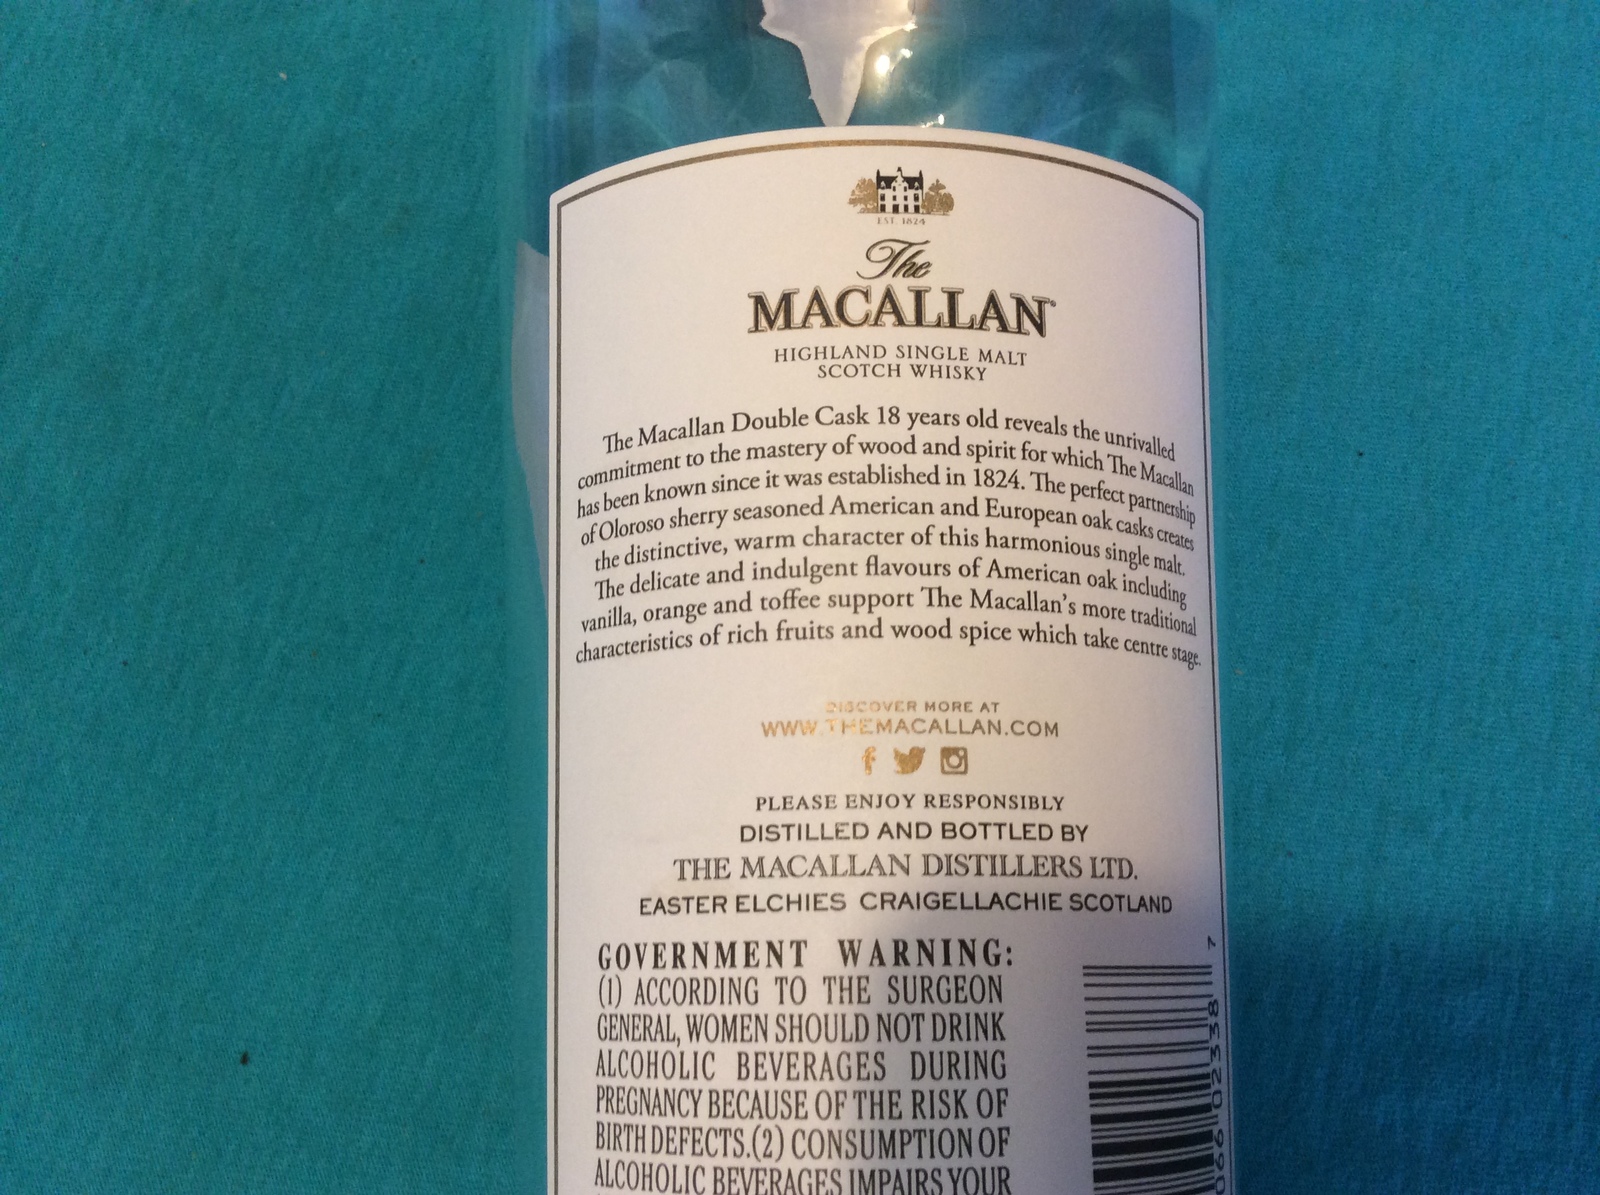 EST. 1824
The
MACALLAN
HIGHLAND SINGLE MALT
SCOTCH WHISKY
The Macallan Double Cask 18 years old reveals the unrivalled
commitment to the mastery of wood and spirit for which The Macallan
has been known since it was established in 1824. The perfect partnership
of Oloroso sherry seasoned American and European oak casks creates
the distinctive, warm character of this harmonious single malt.
The delicate and indulgent flavours of American oak including
vanilla, orange and toffee support The Macallan's more traditional
characteristics of rich fruits and wood spice which take centre stage.
DISCOVER MORE AT
WWW.THEMACALLAN.COM
PLEASE ENJOY RESPONSIBLY
DISTILLED AND BOTTLED BY
THE MACALLAN DISTILLERS LTD.
EASTER ELCHIES CRAIGELLACHIE SCOTLAND
GOVERNMENT WARNING:
(1) ACCORDING TO THE SURGEON
GENERAL, WOMEN SHOULD NOT DRINK
ALCOHOLIC BEVERAGES DURING
PREGNANCY BECAUSE OF THE RISK OF
BIRTH DEFECTS.(2) CONSUMPTION OF
ALCOHOLIC BEVERAGES IMPAIRS YOUR
066 02338 7